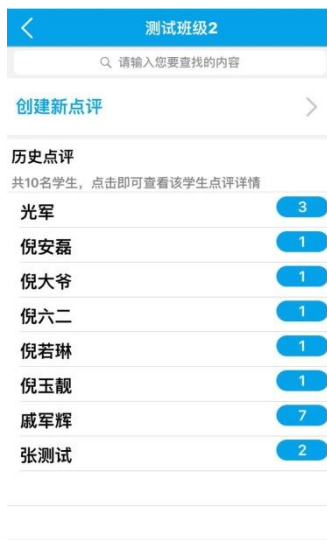 测试班级2
请输入您要查找的内容
创建新点评
历史点评
共10名学生，点击即可查看该学生点评详情
光军 3
倪安磊 1
倪大爷 1
倪六二 1
倪若琳 1
倪玉靓 1
戚军辉 7
张测试 2